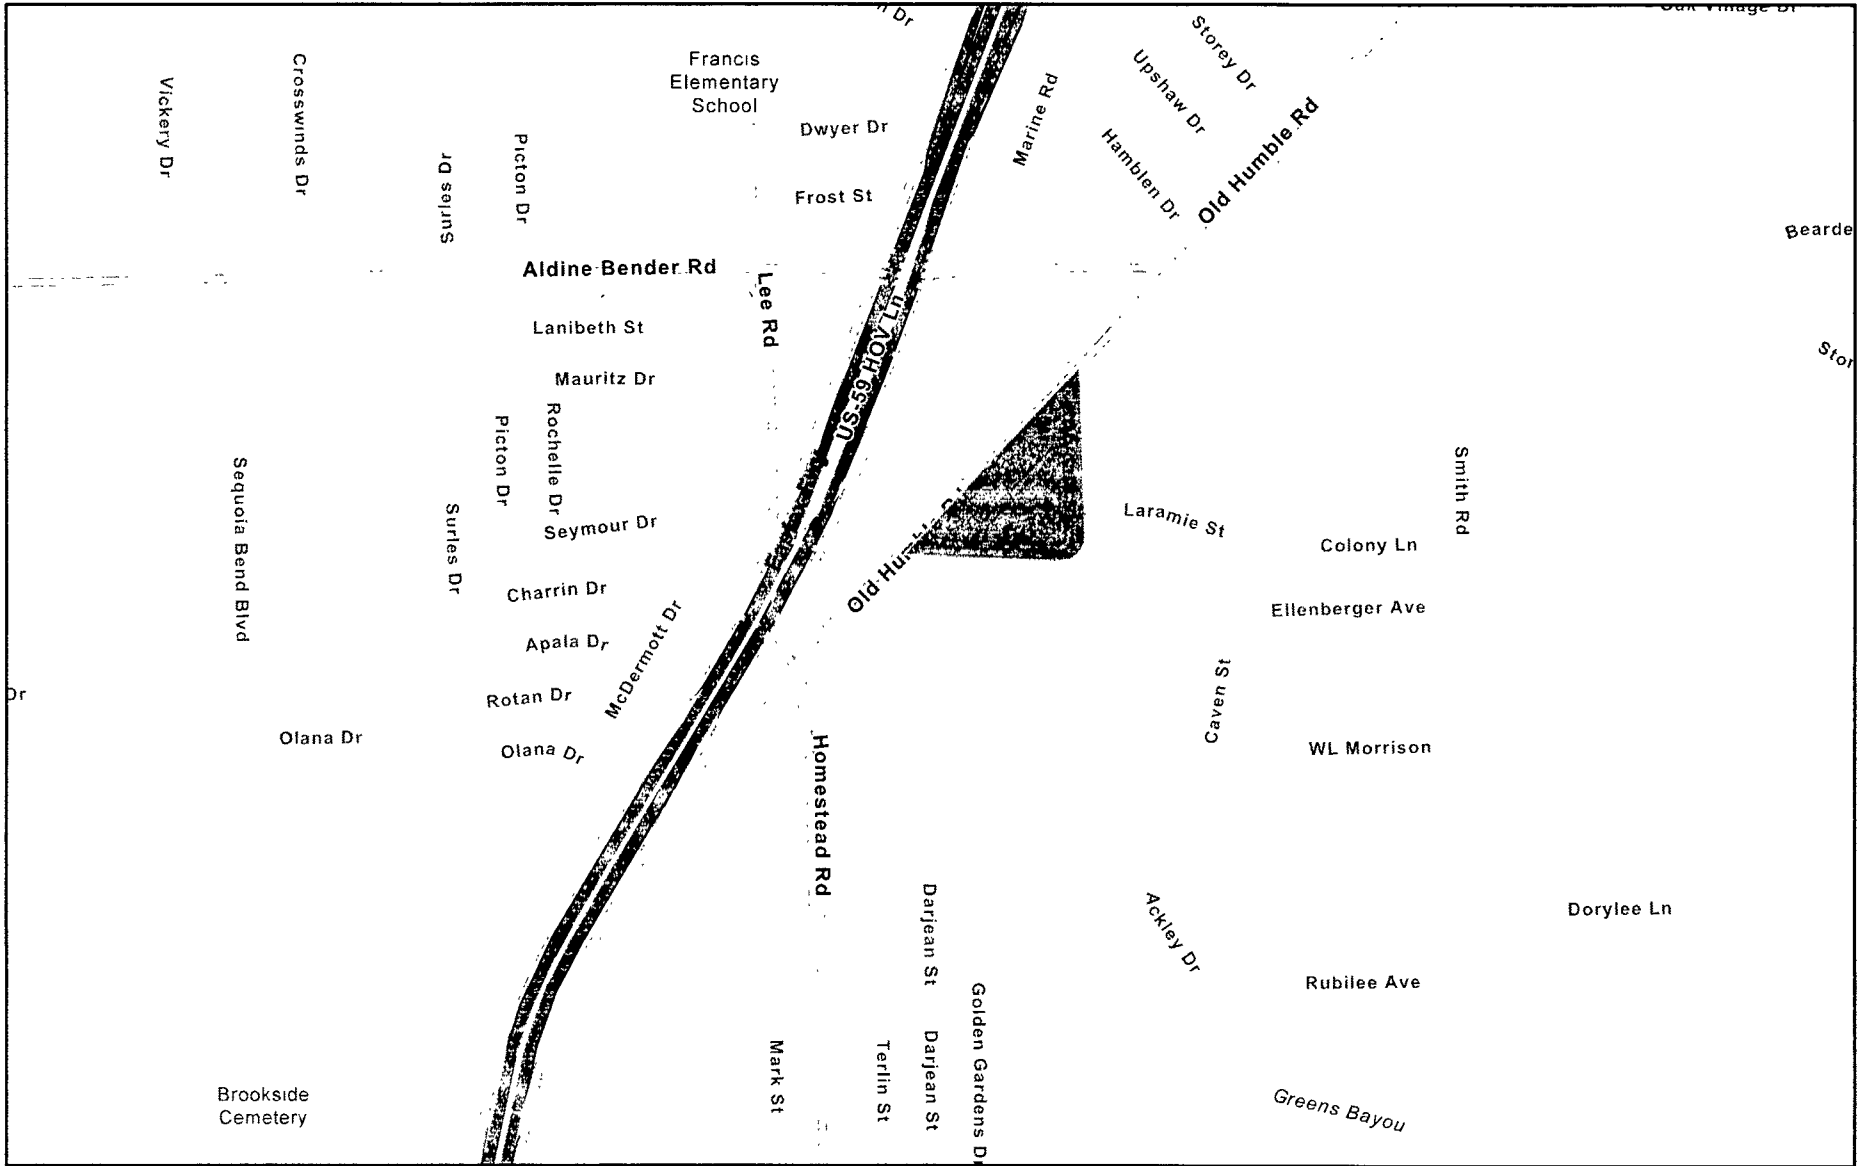 Dr
Storey Dr
Upshaw Dr
Hamblen Dr
Old Humble Rd
Marine Rd
Francis
Elementary
School
Vickery Dr
Crosswinds Dr
Surles Dr
Picton Dr
Dwyer Dr
Frost St
Bearde
Aldine Bender Rd
Lee Rd
US-59 HOV Ln
Lanibeth St
Mauritz Dr
Stor
Picton Dr
Rochelle Dr
Sequoia Bend Blvd
Surles Dr
Seymour Dr
Laramie St
Colony Ln
Smith Rd
Charrin Dr
Old
Ellenberger Ave
Apala Dr
McDermott Dr
Dr
Rotan Dr
Caven St
Olana Dr
Olana Dr
Homestead Rd
WL Morrison
Darjean St
Ackley Dr
Dorylee Ln
Rubilee Ave
Golden Gardens Dr
Mark St
Terlin St
Darjean St
Brookside
Cemetery
Greens Bayou